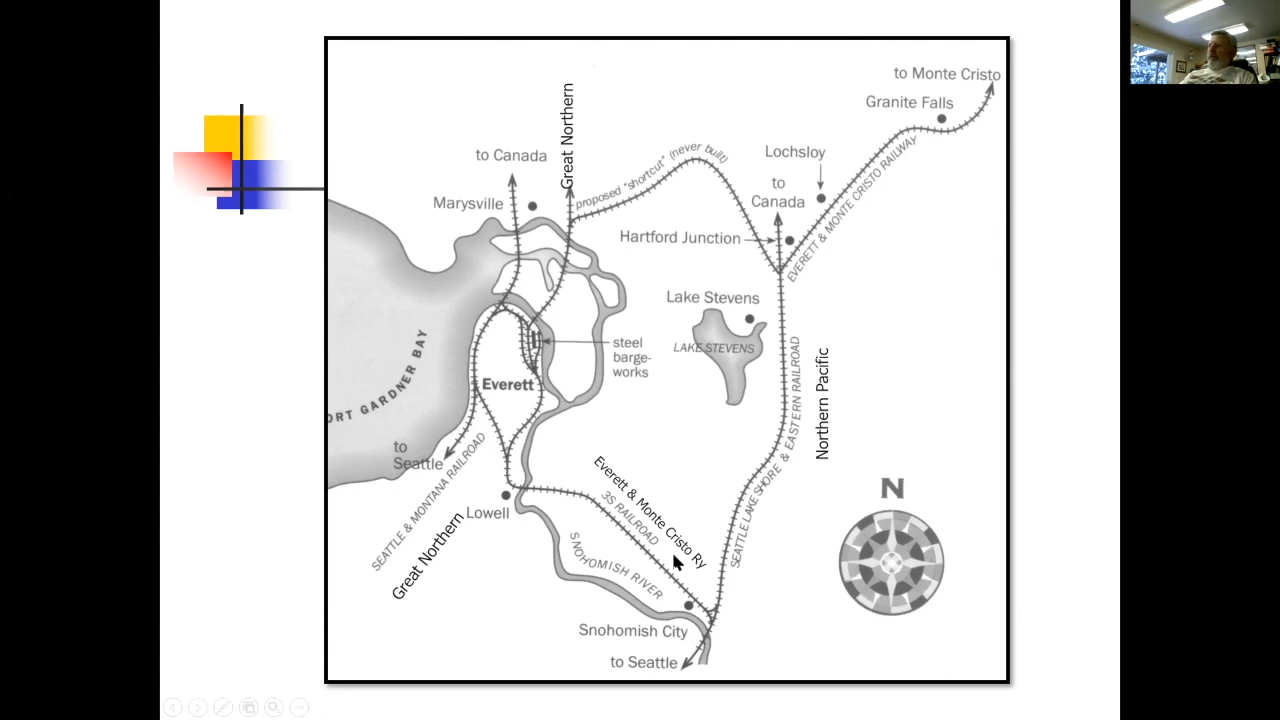 to Monte Cristo
Granite Falls
Great Northern
to Canada
proposed "shortcut" (never built)
Lochsloy
to
Canada
Marysville
Hartford Junction
EVERETT & MONTE CRISTO RAILWAY
Lake Stevens
LAKE STEVENS
steel
barge-
works
Everett
ORT GARDNER BAY
to
Seattle
SEATTLE & MONTANA RAILROAD
Great Northern
Lowell
Everett & Monte Cristo Ry
3S RAILROAD
SNOHOMISH RIVER
SEATTLE LAKE SHORE & EASTERN RAILROAD
Northern Pacific
N
Snohomish City
to Seattle